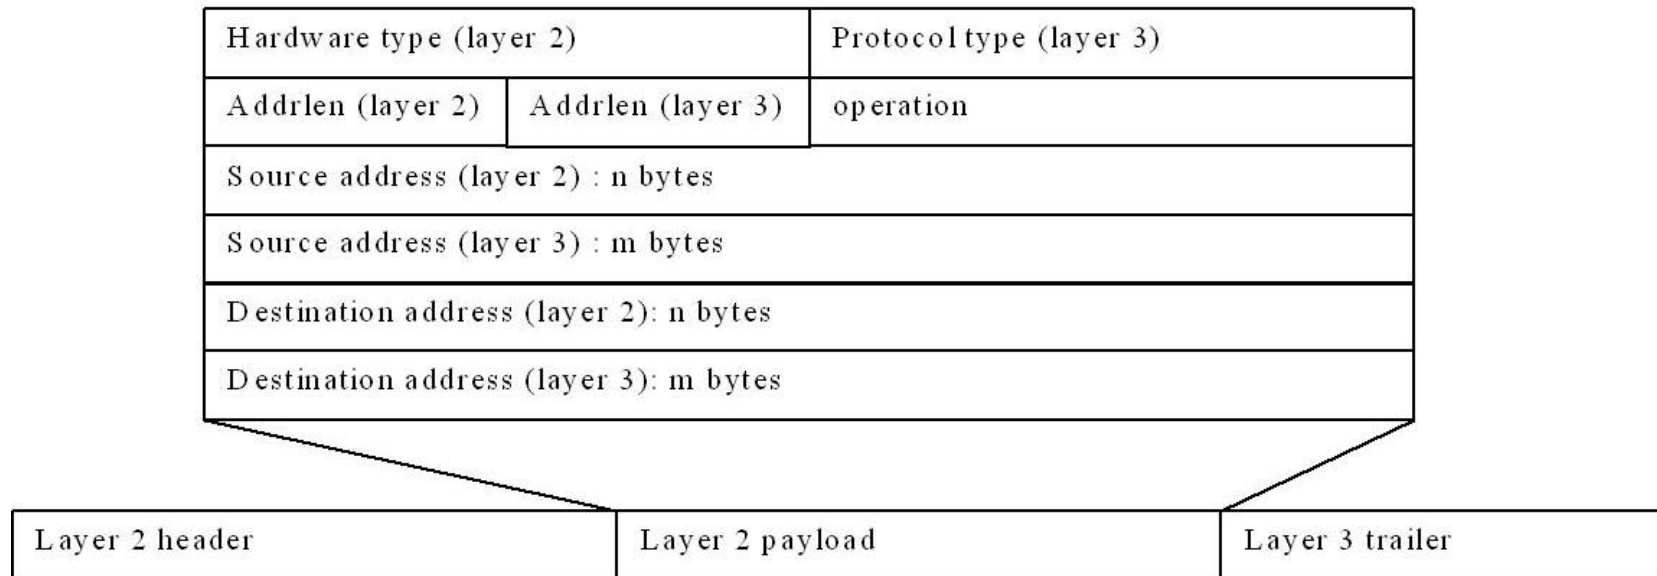 Hardware type (layer 2)
Protocol type (layer 3)
Addrlen (layer 2)
Addrlen (layer 3)
operation
Source address (layer 2) : n bytes
Source address (layer 3) : m bytes
Destination address (layer 2): n bytes
Destination address (layer 3): m bytes
Layer 2 header
Layer 2 payload
Layer 3 trailer